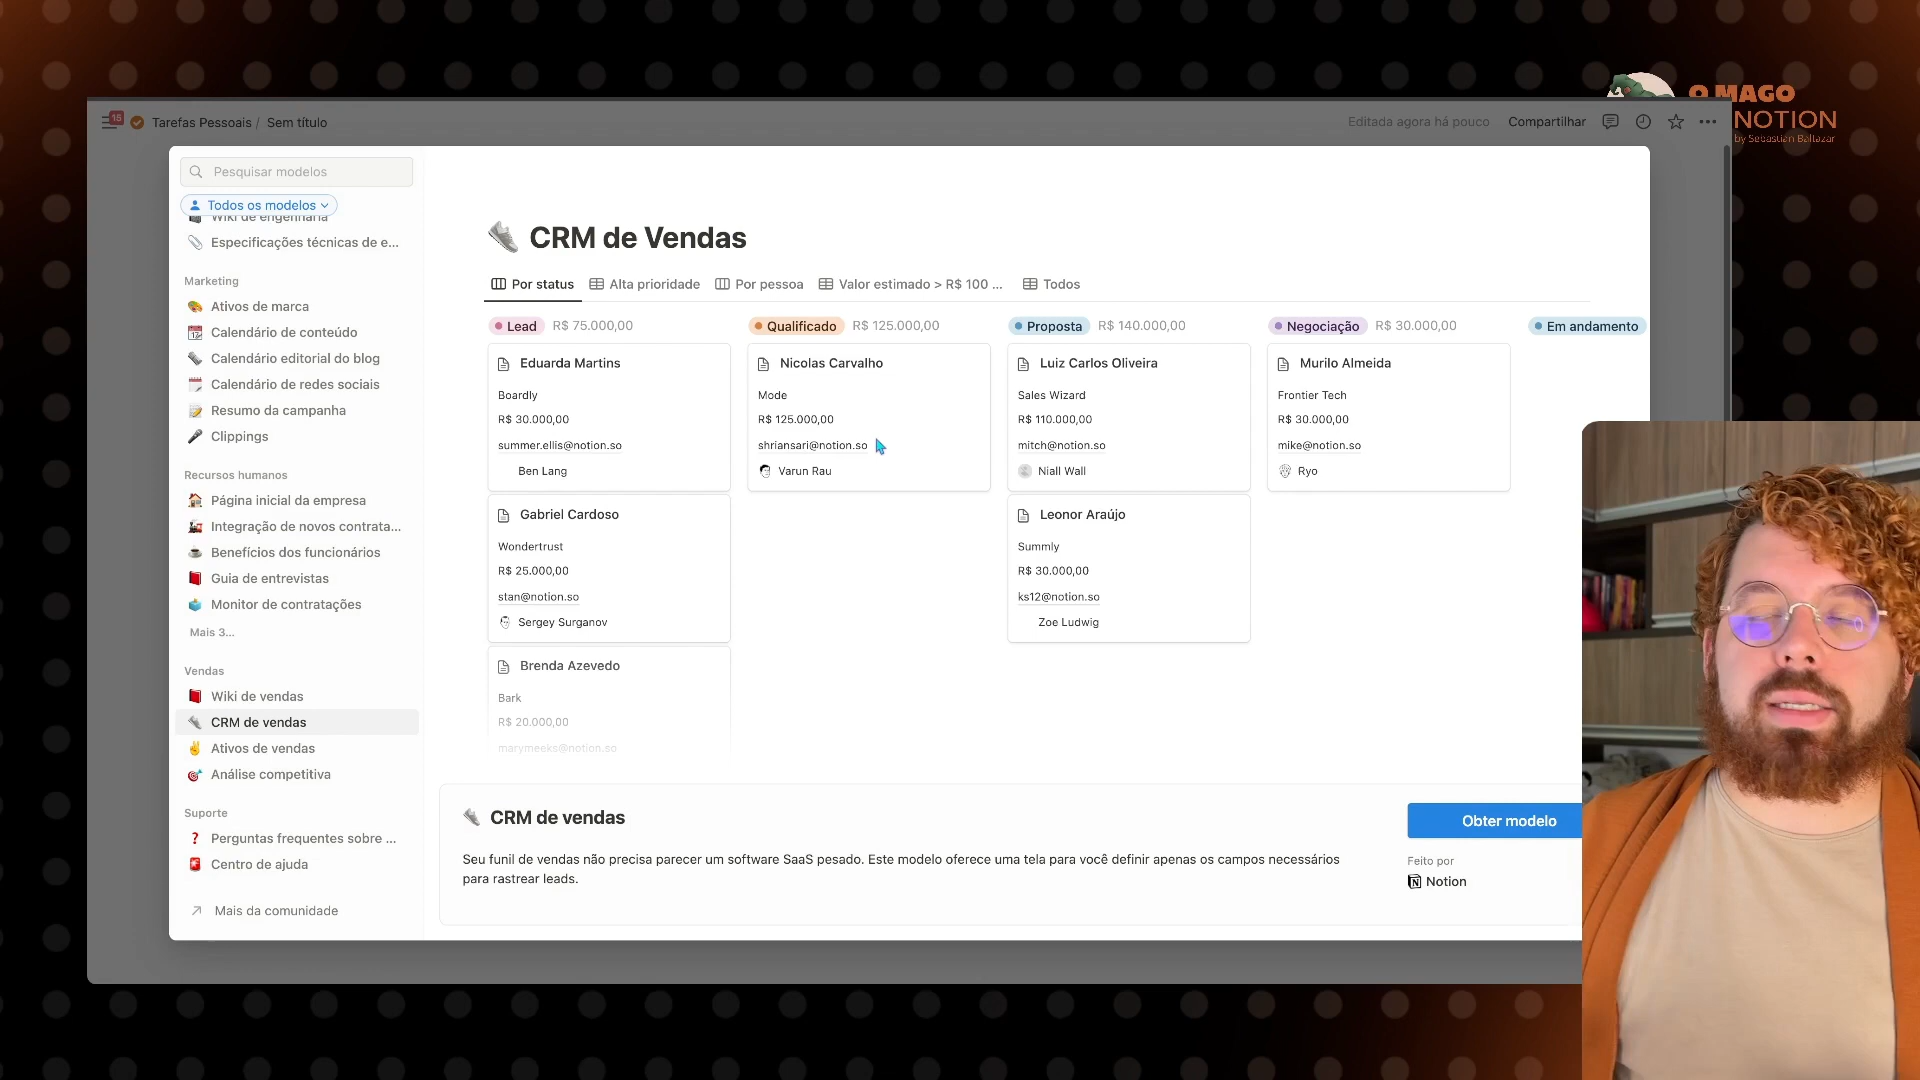 O MAGO
NOTION
by Sebastian Baltazar
15
Tarefas Pessoais / Sem título
Editada agora há pouco
Compartilhar
Pesquisar modelos
Todos os modelos
Wiki de engenharia
Especificações técnicas de e...
Marketing
Ativos de marca
Calendário de conteúdo
Calendário editorial do blog
Calendário de redes sociais
Resumo da campanha
Clippings
Recursos humanos
Página inicial da empresa
Integração de novos contrata...
Benefícios dos funcionários
Guia de entrevistas
Monitor de contratações
Mais 3...
Vendas
Wiki de vendas
CRM de vendas
Ativos de vendas
Análise competitiva
Suporte
Perguntas frequentes sobre ...
Centro de ajuda
Mais da comunidade
CRM de Vendas
Por status
Alta prioridade
Por pessoa
Valor estimado > R$ 100 ...
Todos
Lead R$ 75.000,00
Eduarda Martins
Boardly
R$ 30.000,00
summer.ellis@notion.so
Ben Lang
Gabriel Cardoso
Wondertrust
R$ 25.000,00
stan@notion.so
Sergey Surganov
Brenda Azevedo
Bark
R$ 20.000,00
marymeeks@notion.so
Qualificado R$ 125.000,00
Nicolas Carvalho
Mode
R$ 125.000,00
shriansari@notion.so
Varun Rau
Proposta R$ 140.000,00
Luiz Carlos Oliveira
Sales Wizard
R$ 110.000,00
mitch@notion.so
Niall Wall
Leonor Araújo
Summly
R$ 30.000,00
ks12@notion.so
Zoe Ludwig
Negociação R$ 30.000,00
Murilo Almeida
Frontier Tech
R$ 30.000,00
mike@notion.so
Ryo
Em andamento
CRM de vendas
Seu funil de vendas não precisa parecer um software SaaS pesado. Este modelo oferece uma tela para você definir apenas os campos necessários
para rastrear leads.
Obter modelo
Feito por
Notion